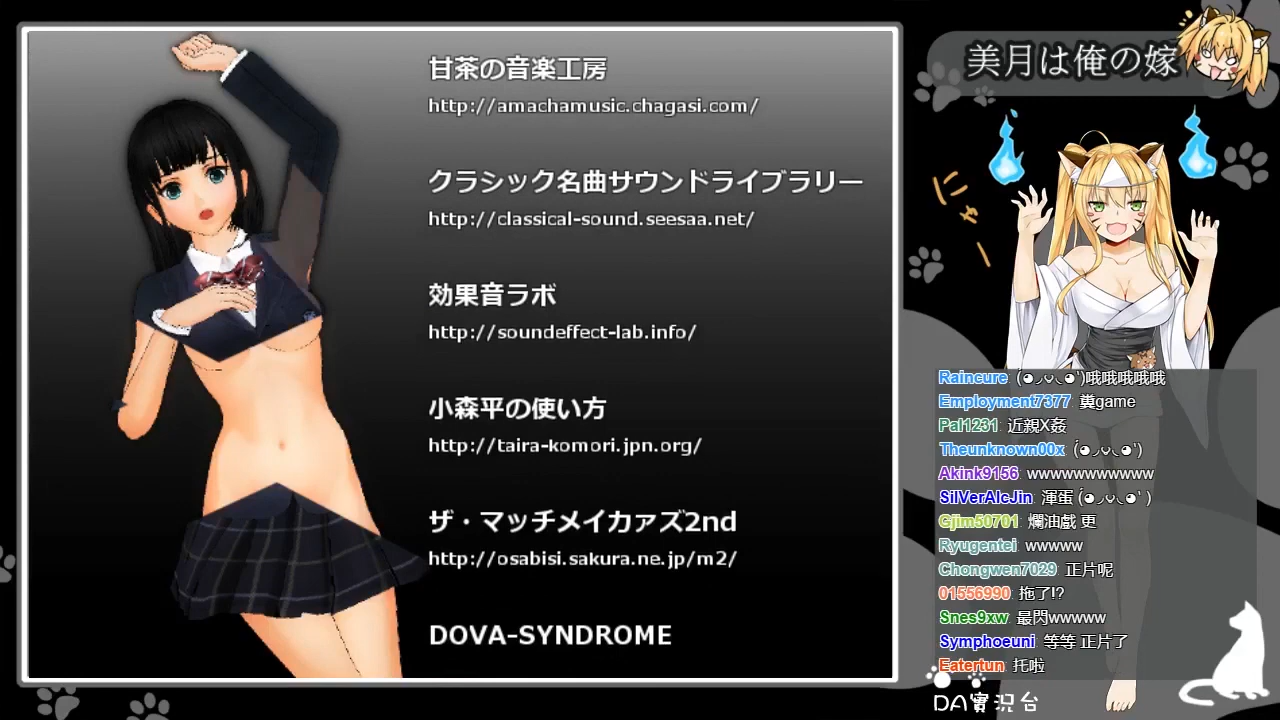 甘茶の音楽工房
http://amachamusic.chagasi.com/
クラシック名曲サウンドライブラリー
http://classical-sound.seesaa.net/
効果音ラボ
http://soundeffect-lab.info/
小森平の使い方
http://taira-komori.jpn.org/
ザ・マッチメイカァズ2nd
http://osabisi.sakura.ne.jp/m2/
DOVA-SYNDROME
美月は俺の嫁
にゃー
Raincure: (◕◞౪◟◕`)哦哦哦哦哦
Employment7377: 糞game
Pal1231: 近親X姦
Theunknown00x: (◕◞౪◟◕')
Akink9156: wwwwwwwwwww
SilVerAlcJin: 渾蛋 (◕◞౪◟◕' )
Gjim50701: 爛油戲 更
Ryugentei: wwwww
Chongwen7029: 正片呢
01556990: 拖了!?
Snes9xw: 最閃wwwww
Symphoeuni: 等等 正片了
Eatertun: 托啦
DA實況台